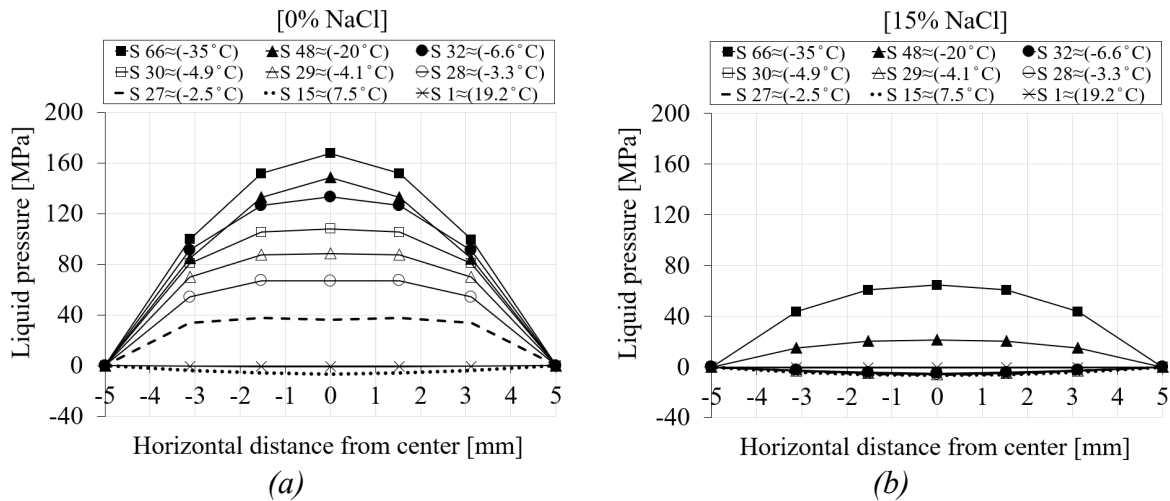 [0% NaCl]
S 66≈(-35˚C) S 48≈(-20˚C) S 32≈(-6.6˚C)
S 30≈(-4.9˚C) S 29≈(-4.1˚C) S 28≈(-3.3˚C)
S 27≈(-2.5˚C) S 15≈(7.5˚C) S 1≈(19.2˚C)
200
160
120
80
40
0
-40
Liquid pressure [MPa]
-5 -4 -3 -2 -1 0 1 2 3 4 5
Horizontal distance from center [mm]
(a)
[15% NaCl]
S 66≈(-35˚C) S 48≈(-20˚C) S 32≈(-6.6˚C)
S 30≈(-4.9˚C) S 29≈(-4.1˚C) S 28≈(-3.3˚C)
S 27≈(-2.5˚C) S 15≈(7.5˚C) S 1≈(19.2˚C)
200
160
120
80
40
0
-40
Liquid pressure [MPa]
-5 -4 -3 -2 -1 0 1 2 3 4 5
Horizontal distance from center [mm]
(b)